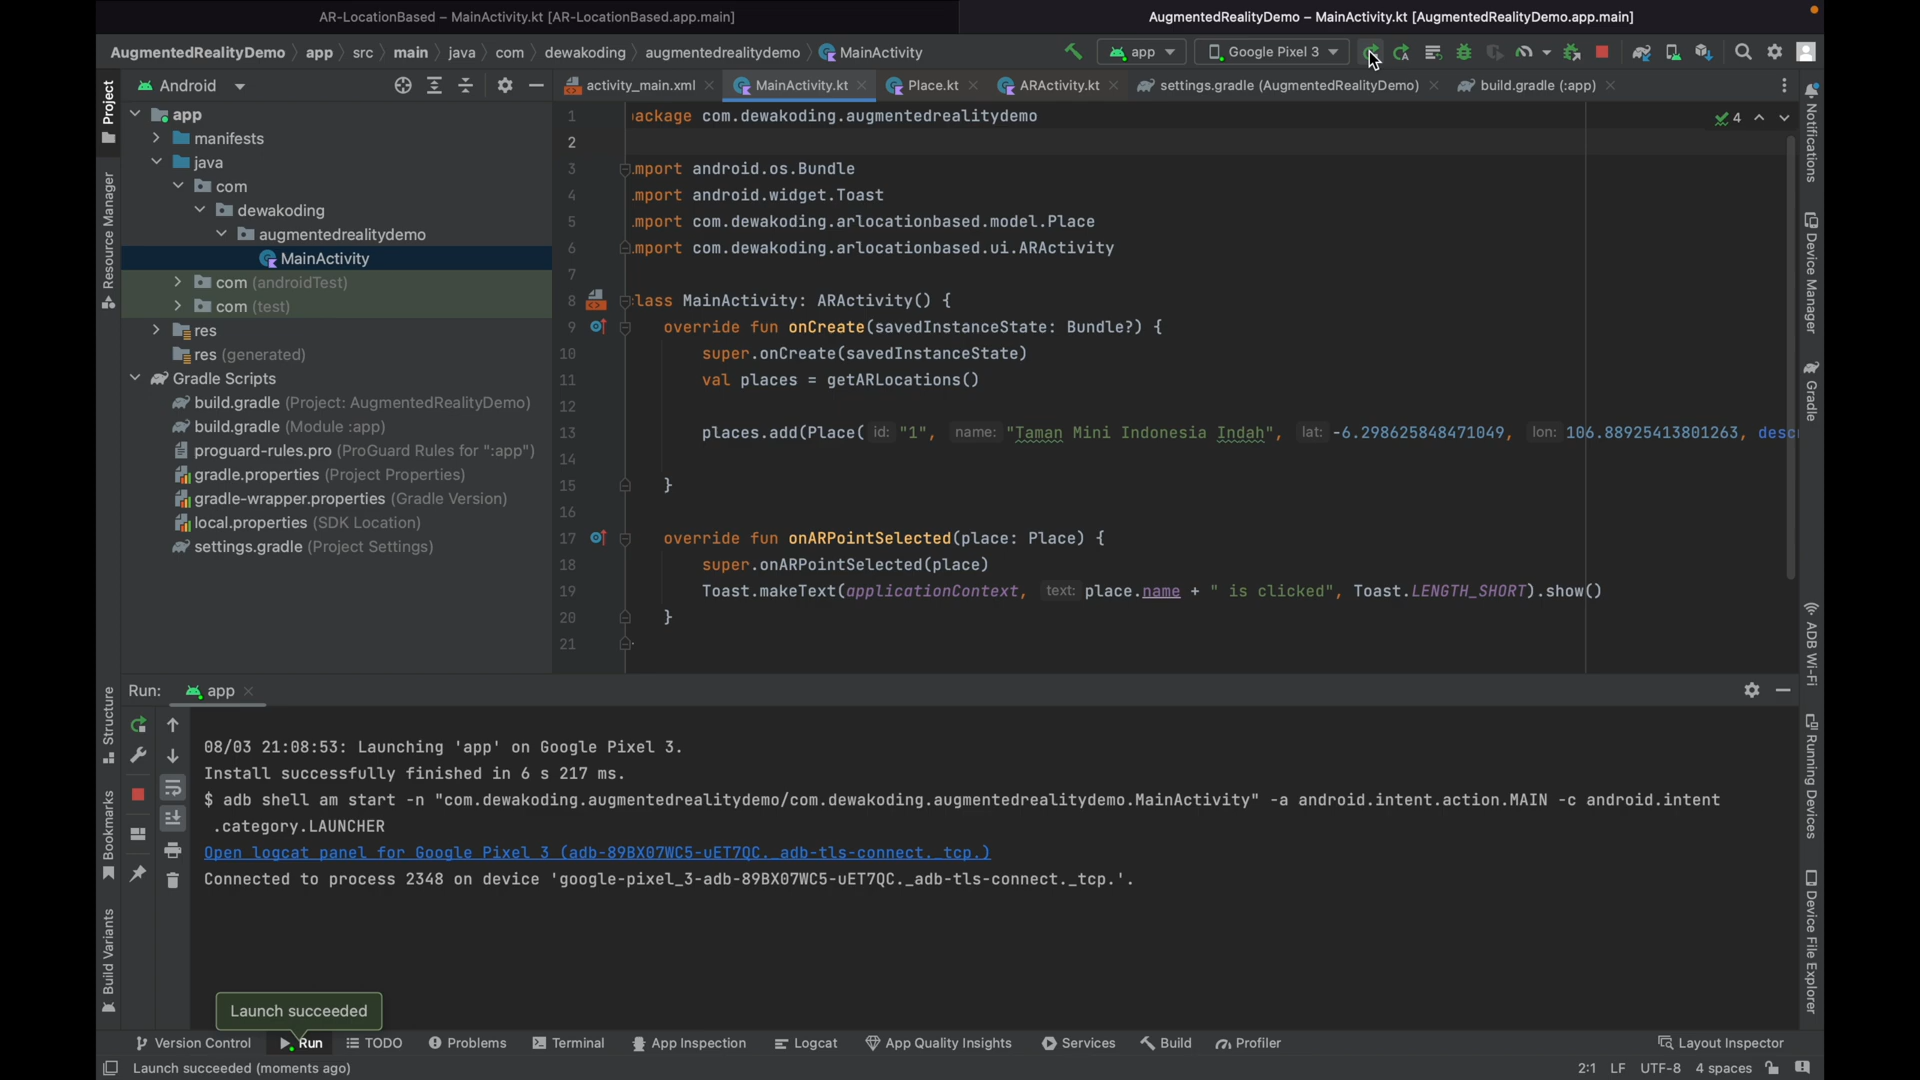 AR-LocationBased – MainActivity.kt [AR-LocationBased.app.main]
AugmentedRealityDemo – MainActivity.kt [AugmentedRealityDemo.app.main]
AugmentedRealityDemo app src main java com dewakoding augmentedrealitydemo MainActivity
app
Google Pixel 3
Android
activity_main.xml
MainActivity.kt
Place.kt
ARActivity.kt
settings.gradle (AugmentedRealityDemo)
build.gradle (:app)
Project
Resource Manager
Structure
Bookmarks
Build Variants
app
manifests
java
com
dewakoding
augmentedrealitydemo
MainActivity
com (androidTest)
com (test)
res
res (generated)
Gradle Scripts
build.gradle (Project: AugmentedRealityDemo)
build.gradle (Module :app)
proguard-rules.pro (ProGuard Rules for ":app")
gradle.properties (Project Properties)
gradle-wrapper.properties (Gradle Version)
local.properties (SDK Location)
settings.gradle (Project Settings)
4
1 ackage com.dewakoding.augmentedrealitydemo
2
3 mport android.os.Bundle
4 mport android.widget.Toast
5 mport com.dewakoding.arlocationbased.model.Place
6 mport com.dewakoding.arlocationbased.ui.ARActivity
7
8 lass MainActivity: ARActivity() {
9 override fun onCreate(savedInstanceState: Bundle?) {
10 super.onCreate(savedInstanceState)
11 val places = getARLocations()
12
13 places.add(Place( id: "1", name: "Taman Mini Indonesia Indah", lat: -6.298625848471049, lon: 106.88925413801263, descr
14
15 }
16
17 override fun onARPointSelected(place: Place) {
18 super.onARPointSelected(place)
19 Toast.makeText(applicationContext, text: place.name + " is clicked", Toast.LENGTH_SHORT).show()
20 }
21
Notifications
Device Manager
Gradle
ADB Wi-Fi
Running Devices
Device File Explorer
Run: app
08/03 21:08:53: Launching 'app' on Google Pixel 3.
Install successfully finished in 6 s 217 ms.
$ adb shell am start -n "com.dewakoding.augmentedrealitydemo/com.dewakoding.augmentedrealitydemo.MainActivity" -a android.intent.action.MAIN -c android.intent
.category.LAUNCHER
Open logcat panel for Google Pixel 3 (adb-89BX07WC5-uET7QC._adb-tls-connect._tcp.)
Connected to process 2348 on device 'google-pixel_3-adb-89BX07WC5-uET7QC._adb-tls-connect._tcp.'.
Launch succeeded
Version Control Run TODO Problems Terminal App Inspection Logcat App Quality Insights Services Build Profiler Layout Inspector
Launch succeeded (moments ago) 2:1 LF UTF-8 4 spaces